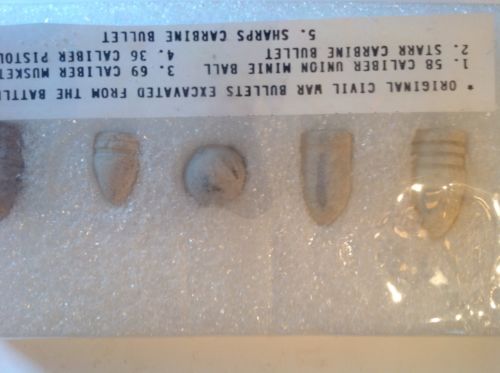 * ORIGINAL CIVIL WAR BULLETS EXCAVATED FROM THE BATTL
1. 58 CALIBER UNION MINIE BALL 3. 69 CALIBER MUSKET
2. STARR CARBINE BULLET 4. 36 CALIBER PISTOL
5. SHARPS CARBINE BULLET